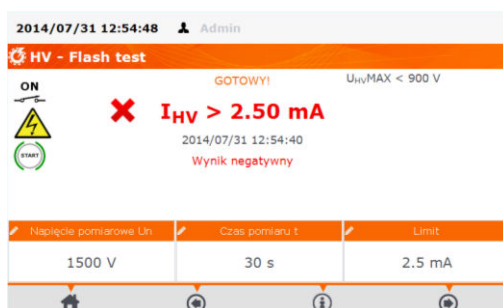 2014/07/31 12:54:48 Admin
HV - Flash test
ON
GOTOWY!
UHVMAX < 900 V
IHV > 2.50 mA
START
2014/07/31 12:54:40
Wynik negatywny
Napięcie pomiarowe Un
Czas pomiaru t
Limit
1500 V
30 s
2.5 mA